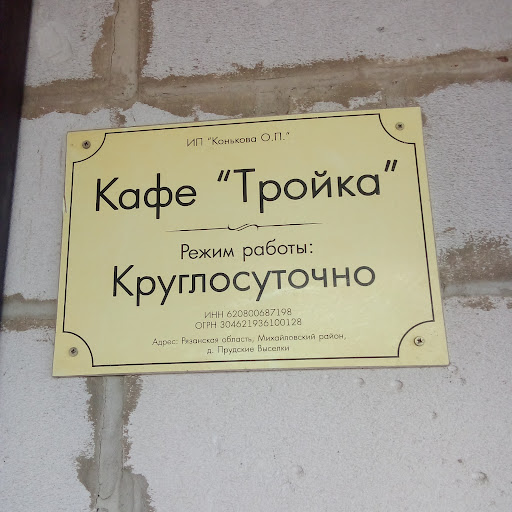 ИП "Конькова О.П."
Кафе "Тройка"
Режим работы:
Круглосуточно
ИНН 620800687198
ОГРН 304621936100128
Адрес: Рязанская область, Михайловский район,
д. Прудские Выселки